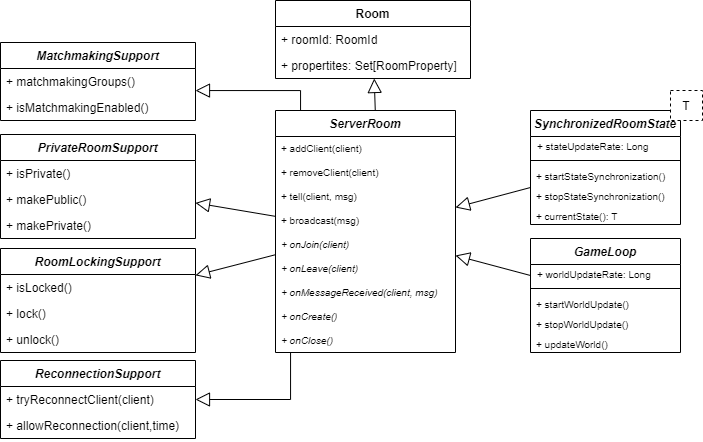 Room
+ roomId: RoomId
+ propertites: Set[RoomProperty]
MatchmakingSupport
+ matchmakingGroups()
+ isMatchmakingEnabled()
PrivateRoomSupport
+ isPrivate()
+ makePublic()
+ makePrivate()
RoomLockingSupport
+ isLocked()
+ lock()
+ unlock()
ReconnectionSupport
+ tryReconnectClient(client)
+ allowReconnection(client,time)
ServerRoom
+ addClient(client)
+ removeClient(client)
+ tell(client, msg)
+ broadcast(msg)
+ onJoin(client)
+ onLeave(client)
+ onMessageReceived(client, msg)
+ onCreate()
+ onClose()
T
SynchronizedRoomState
+ stateUpdateRate: Long
+ startStateSynchronization()
+ stopStateSynchronization()
+ currentState(): T
GameLoop
+ worldUpdateRate: Long
+ startWorldUpdate()
+ stopWorldUpdate()
+ updateWorld()